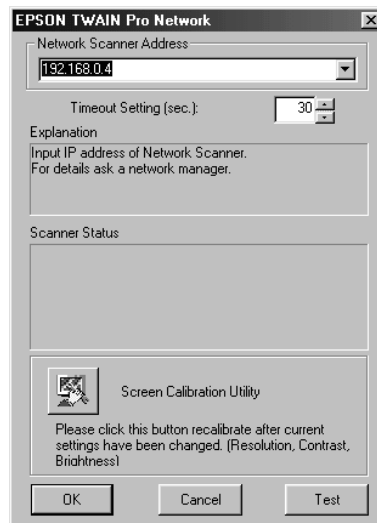 EPSON TWAIN Pro Network
Network Scanner Address
192.168.0.4
Timeout Setting (sec.): 30
Explanation
Input IP address of Network Scanner.
For details ask a network manager.
Scanner Status
Screen Calibration Utility
Please click this button recalibrate after current
settings have been changed. (Resolution, Contrast,
Brightness)
OK Cancel Test